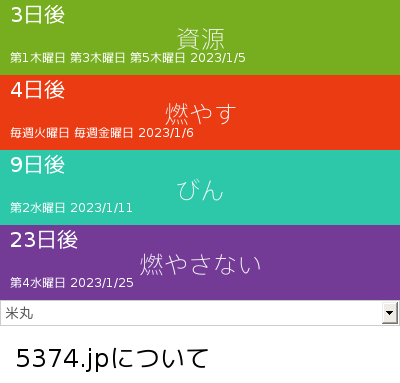 3日後
資源
第1木曜日 第3木曜日 第5木曜日 2023/1/5
4日後
燃やす
毎週火曜日 毎週金曜日 2023/1/6
9日後
びん
第2水曜日 2023/1/11
23日後
燃やさない
第4水曜日 2023/1/25
米丸
5374.jpについて